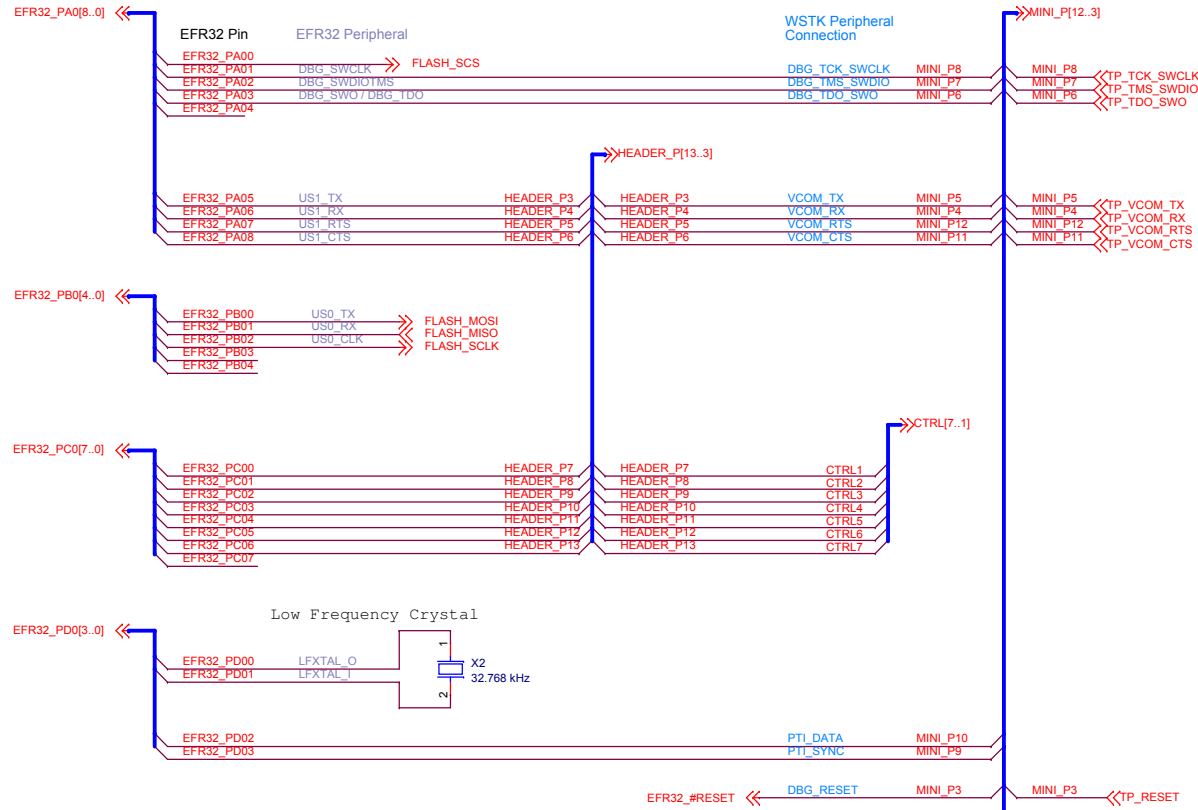 EFR32_PA0[8..0] MINI_P[12..3]
EFR32 Pin EFR32 Peripheral WSTK Peripheral
Connection
EFR32_PA00 FLASH_SCS
EFR32_PA01 DBG_SWCLK DBG_TCK_SWCLK MINI_P8 MINI_P8 TP_TCK_SWCLK
EFR32_PA02 DBG_SWDIOTMS DBG_TMS_SWDIO MINI_P7 MINI_P7 TP_TMS_SWDIO
EFR32_PA03 DBG_SWO / DBG_TDO DBG_TDO_SWO MINI_P6 MINI_P6 TP_TDO_SWO
EFR32_PA04
HEADER_P[13..3]
EFR32_PA05 US1_TX HEADER_P3 HEADER_P3 VCOM_TX MINI_P5 MINI_P5 TP_VCOM_TX
EFR32_PA06 US1_RX HEADER_P4 HEADER_P4 VCOM_RX MINI_P4 MINI_P4 TP_VCOM_RX
EFR32_PA07 US1_RTS HEADER_P5 HEADER_P5 VCOM_RTS MINI_P12 MINI_P12 TP_VCOM_RTS
EFR32_PA08 US1_CTS HEADER_P6 HEADER_P6 VCOM_CTS MINI_P11 MINI_P11 TP_VCOM_CTS
EFR32_PB0[4..0]
EFR32_PB00 US0_TX FLASH_MOSI
EFR32_PB01 US0_RX FLASH_MISO
EFR32_PB02 US0_CLK FLASH_SCLK
EFR32_PB03
EFR32_PB04
CTRL[7..1]
EFR32_PC0[7..0]
EFR32_PC00 HEADER_P7 HEADER_P7 CTRL1
EFR32_PC01 HEADER_P8 HEADER_P8 CTRL2
EFR32_PC02 HEADER_P9 HEADER_P9 CTRL3
EFR32_PC03 HEADER_P10 HEADER_P10 CTRL4
EFR32_PC04 HEADER_P11 HEADER_P11 CTRL5
EFR32_PC05 HEADER_P12 HEADER_P12 CTRL6
EFR32_PC06 HEADER_P13 HEADER_P13 CTRL7
EFR32_PC07
Low Frequency Crystal
EFR32_PD0[3..0]
1
EFR32_PD00 LFXTAL_O X2
EFR32_PD01 LFXTAL_I 32.768 kHz
2
EFR32_PD02 PTI_DATA MINI_P10
EFR32_PD03 PTI_SYNC MINI_P9
EFR32_#RESET DBG_RESET MINI_P3 MINI_P3 TP_RESET